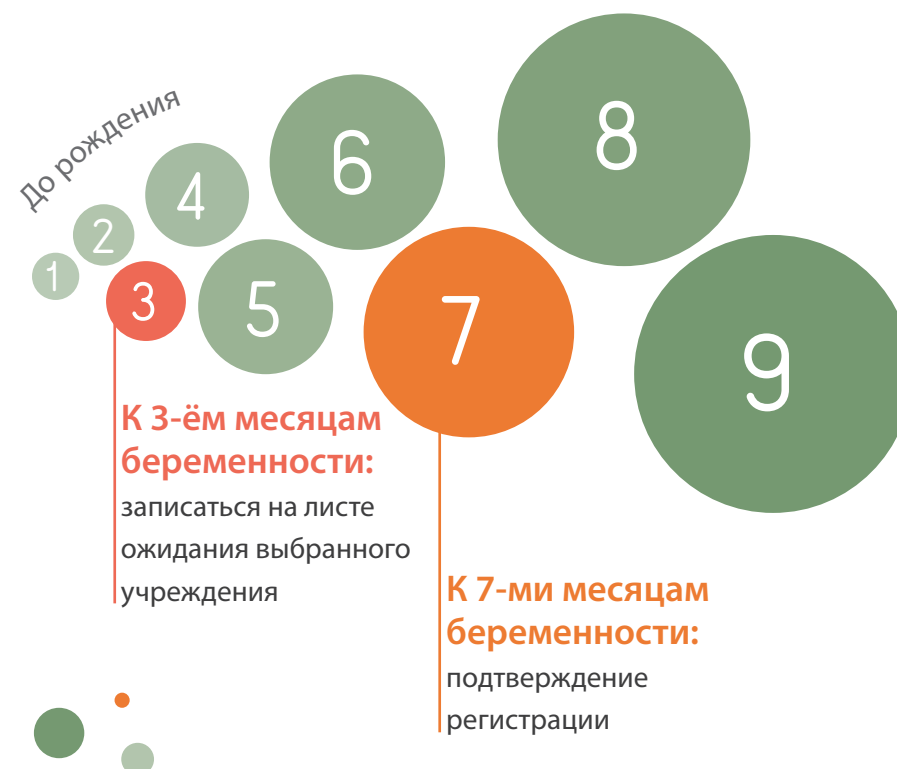 До рождения
1
2
3
4
5
6
7
8
9
К 3-ём месяцам
беременности:
записаться на листе
ожидания выбранного
учреждения
К 7-ми месяцам
беременности:
подтверждение
регистрации